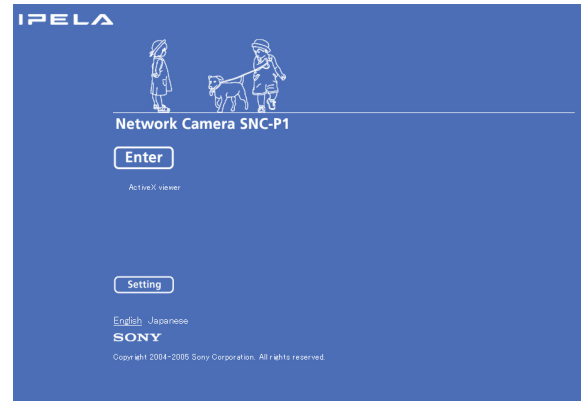 IPELA
Network Camera SNC-P1
Enter
ActiveX viewer
Setting
English Japanese
SONY
Copyright 2004-2005 Sony Corporation. All rights reserved.